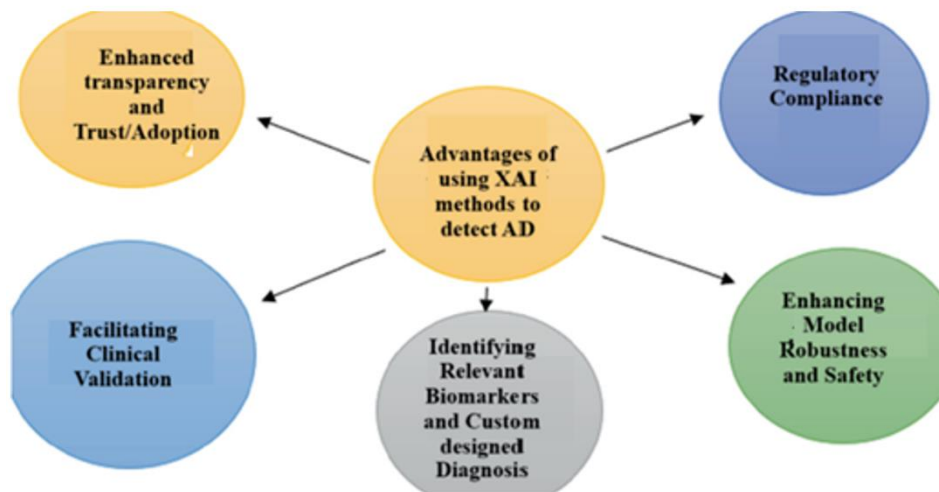 Enhanced
transparency
and
Trust/Adoption
Regulatory
Compliance
Advantages of
using XAI
methods to
detect AD
Facilitating
Clinical
Validation
Identifying
Relevant
Biomarkers
and Custom
designed
Diagnosis
Enhancing
Model
Robustness
and Safety